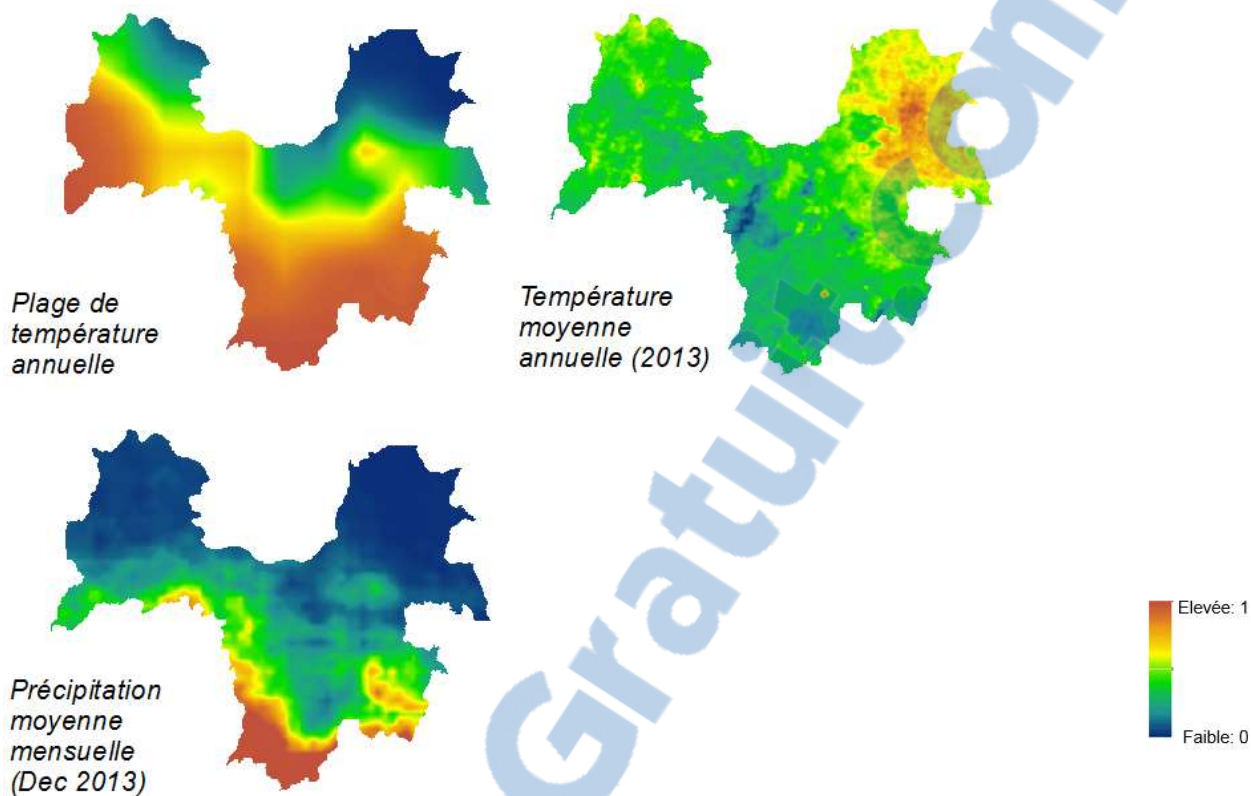 Plage de
température
annuelle
Température
moyenne
annuelle (2013)
Précipitation
moyenne
mensuelle
(Dec 2013)
Elevée: 1
Faible: 0
Gratuit.com